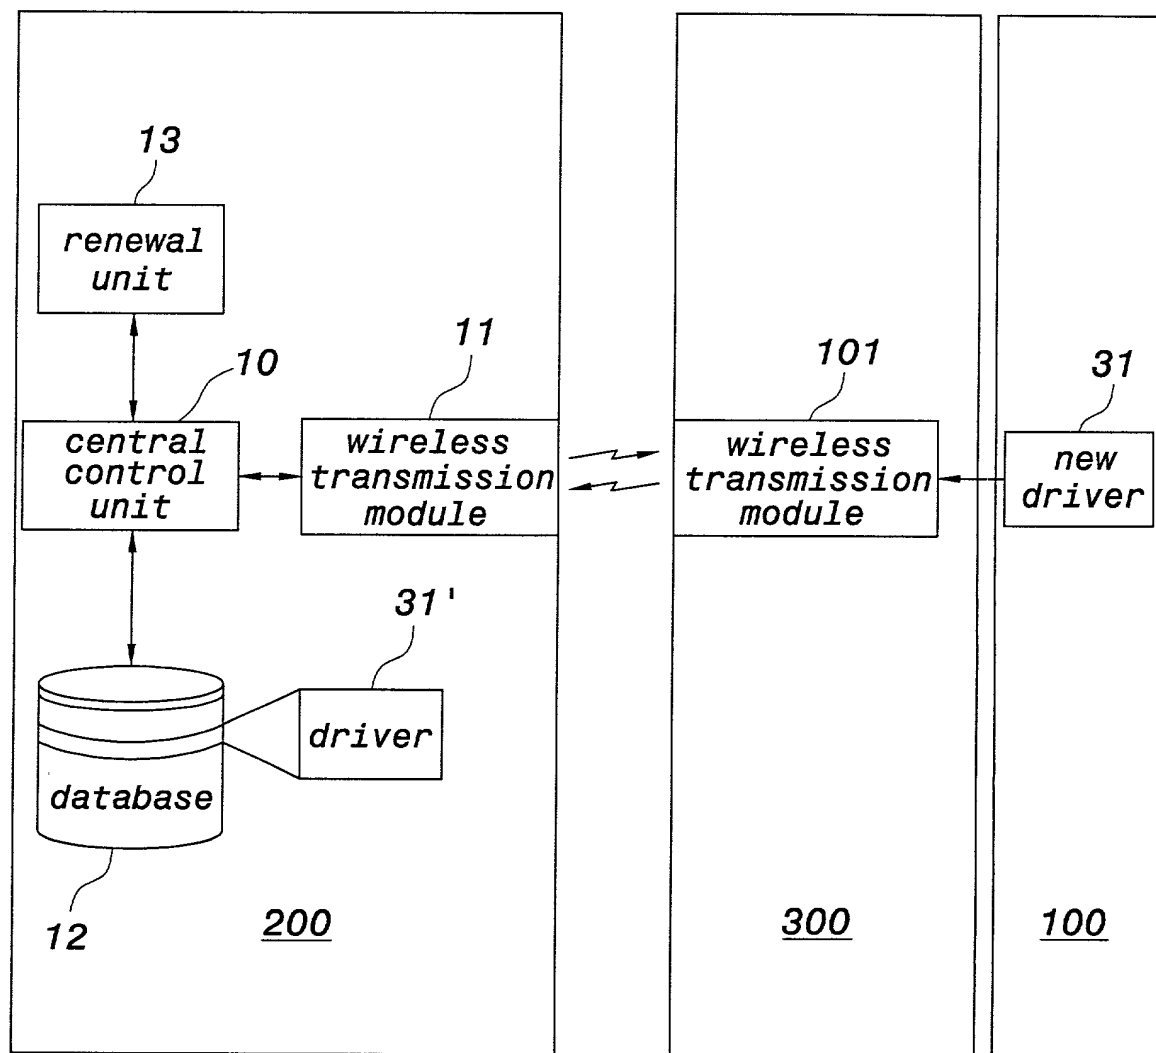 13
renewal
unit
10
central
control
unit
11
wireless
transmission
module
101
wireless
transmission
module
31
new
driver
31'
driver
database
12
200
300
100